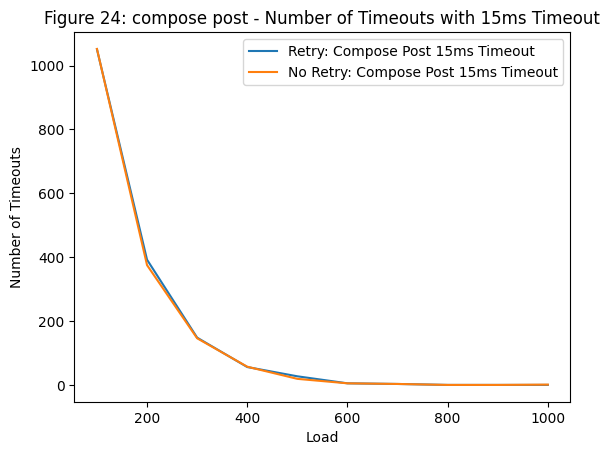 Figure 24: compose post - Number of Timeouts with 15ms Timeout
Retry: Compose Post 15ms Timeout
No Retry: Compose Post 15ms Timeout
Number of Timeouts
1000
800
600
400
200
0
200 400 600 800 1000
Load